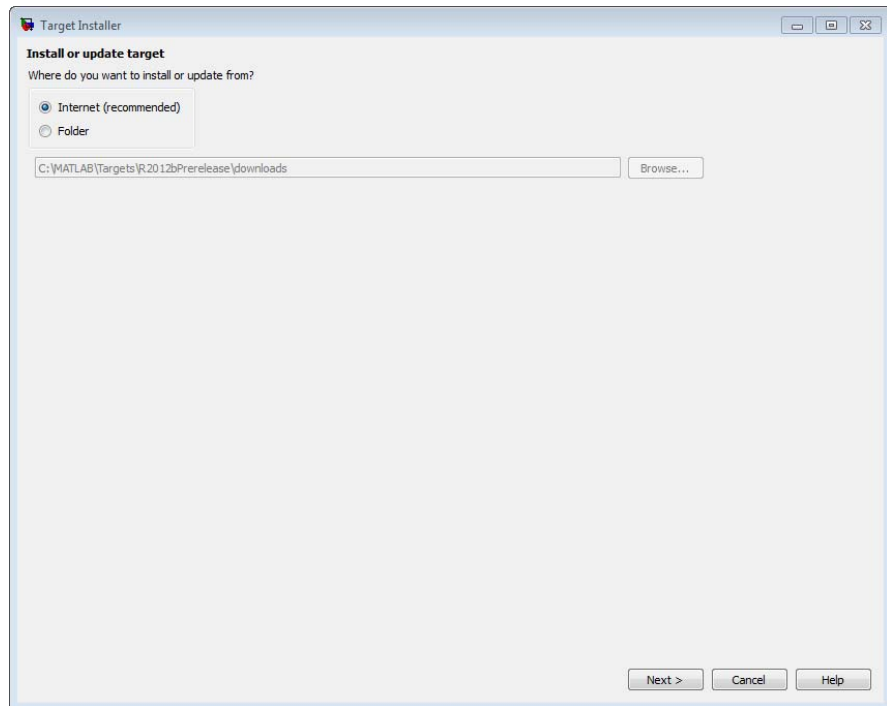 Target Installer
Install or update target
Where do you want to install or update from?
Internet (recommended)
Folder
C:\MATLAB\Targets\R2012bPrerelease\downloads
Browse...
Next >
Cancel
Help